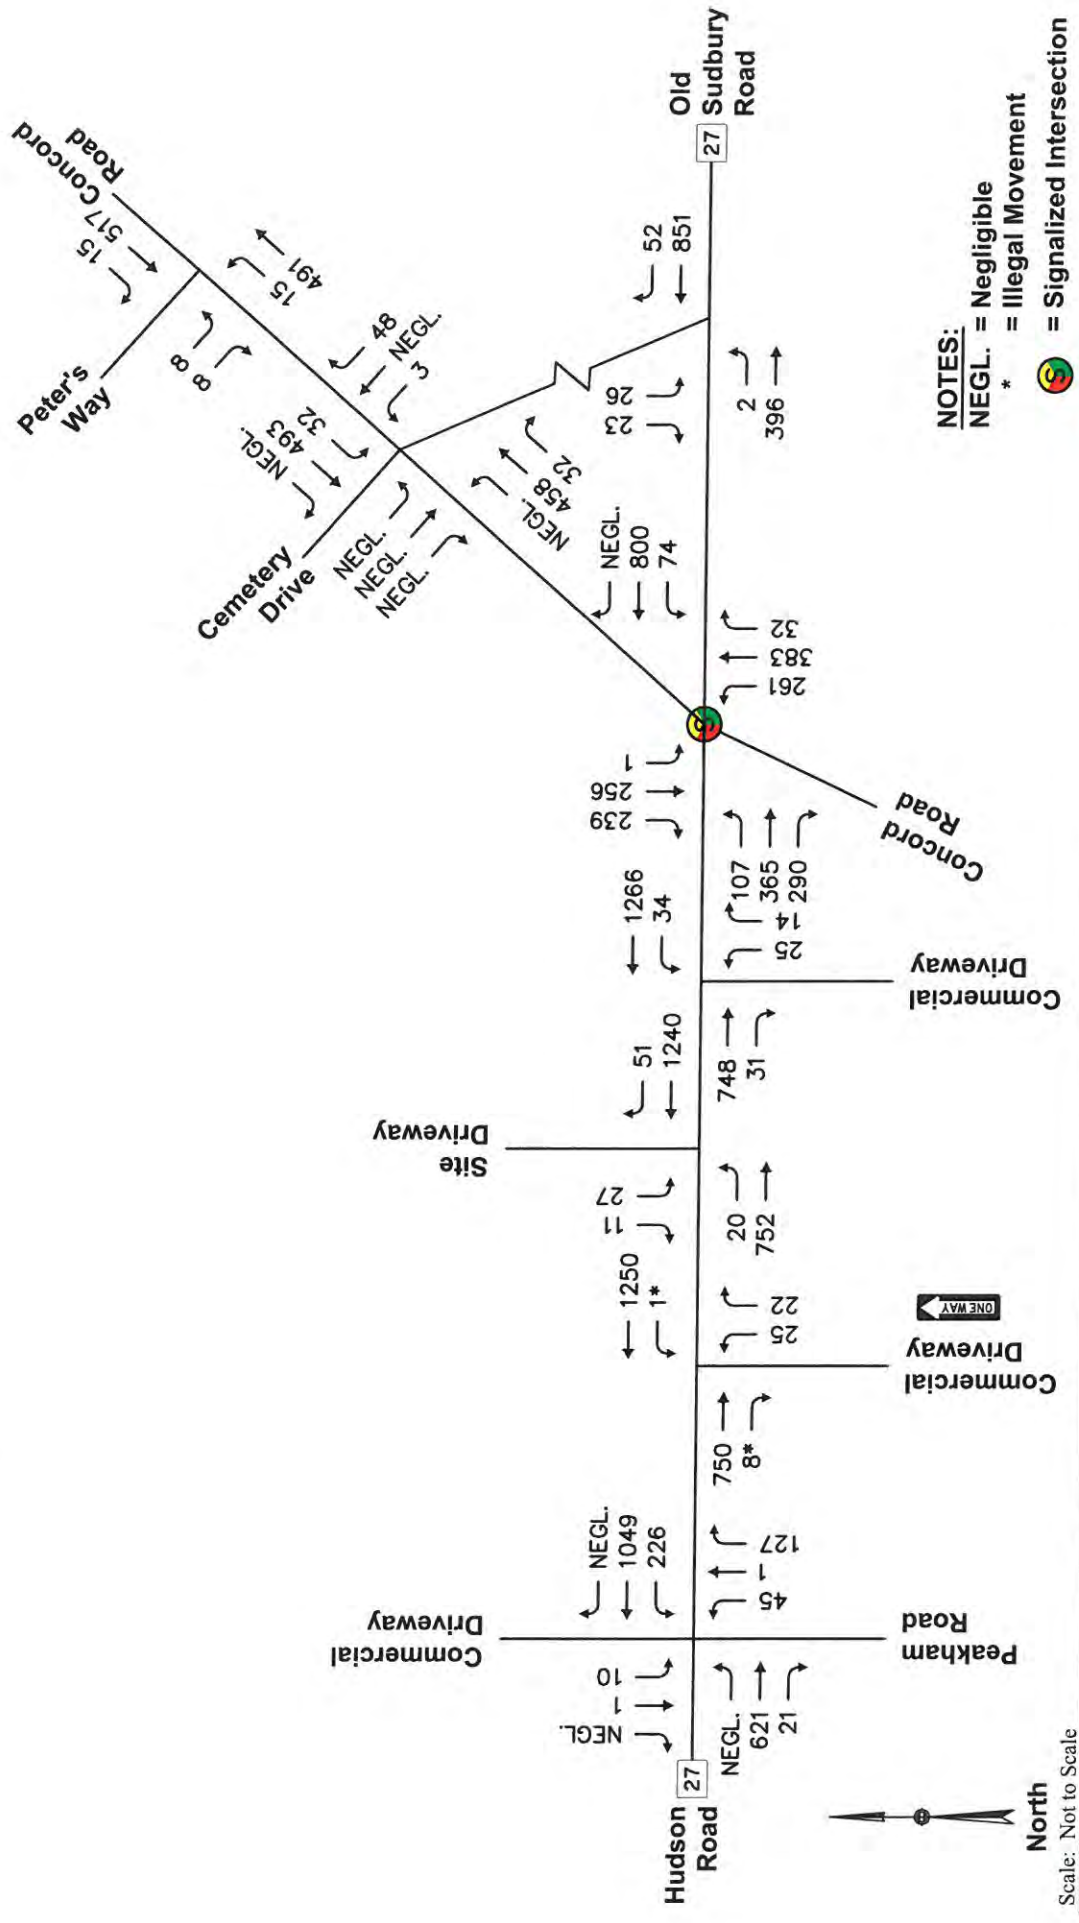 Peter's
Way
Concord
Road
15
517
8
8
15
491
Cemetery
Drive
NEGL.
493
32
48
NEGL.
3
NEGL.
NEGL.
NEGL.
NEGL.
458
32
52
851
26
23
2
396
Old
Sudbury
Road
27
NEGL.
800
74
1
256
239
107
365
290
261
383
32
Concord
Road
1266
34
748
31
25
14
Commercial
Driveway
Site
Driveway
51
1240
27
11
20
752
1250
1*
750
8*
25
22
Commercial
Driveway
ONE WAY
Commercial
Driveway
NEGL.
1049
226
10
1
NEGL.
NEGL.
621
21
45
1
127
Peakham
Road
Hudson
Road
27
North
Scale: Not to Scale
NOTES:
NEGL. = Negligible
* = Illegal Movement
S = Signalized Intersection